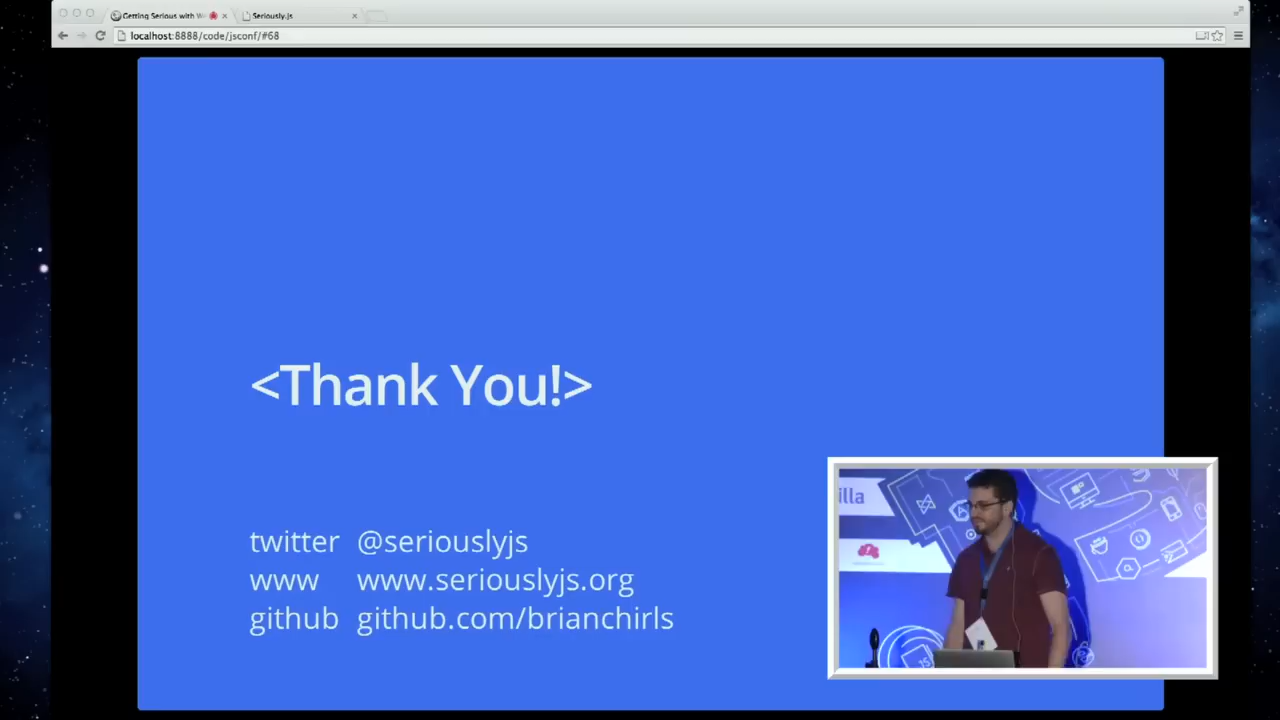 Getting Serious with W
Seriously.js
localhost:8888/code/jsconf/#68
<Thank You!>
twitter @seriouslyjs
www www.seriouslyjs.org
github github.com/brianchirls
illa
JS